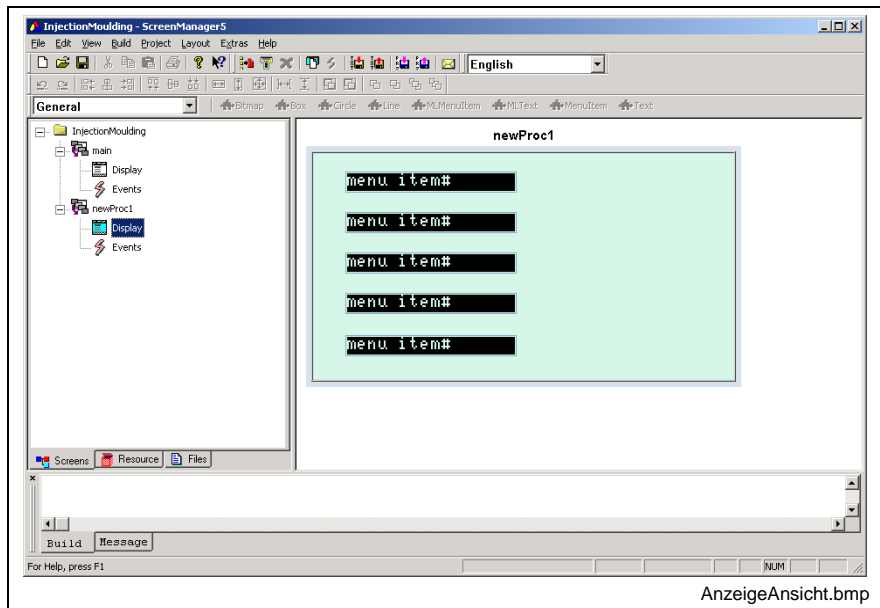 InjectionMoulding - ScreenManager5
File Edit View Build Project Layout Extras Help
English
General Bitmap Box Circle Line MLMenuItem MLText MenuItem Text
InjectionMoulding
main
Display
Events
newProc1
Display
Events
Screens Resource Files
newProc1
menu item#
menu item#
menu item#
menu item#
menu item#
Build Message
For Help, press F1
NUM
AnzeigeAnsicht.bmp